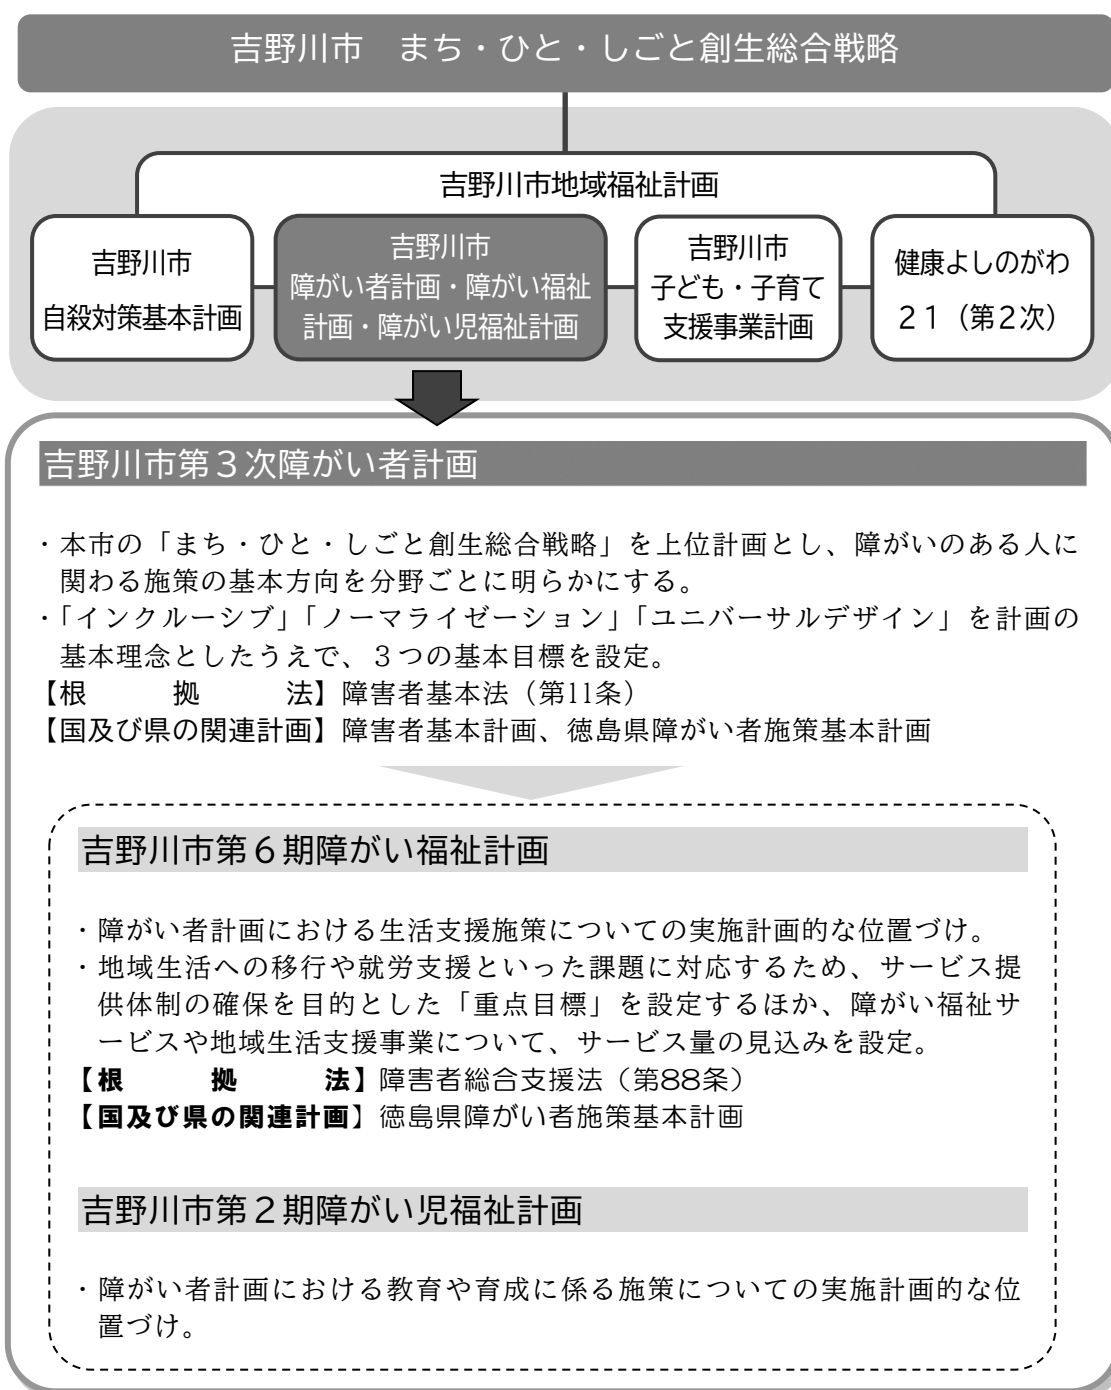 吉野川市　まち・ひと・しごと創生総合戦略
吉野川市地域福祉計画
吉野川市
自殺対策基本計画
吉野川市
障がい者計画・障がい福祉
計画・障がい児福祉計画
吉野川市
子ども・子育て
支援事業計画
健康よしのがわ
２１（第２次）
吉野川市第３次障がい者計画
・本市の「まち・ひと・しごと創生総合戦略」を上位計画とし、障がいのある人に
関わる施策の基本方向を分野ごとに明らかにする。
・「インクルーシブ」「ノーマライゼーション」「ユニバーサルデザイン」を計画の
基本理念としたうえで、３つの基本目標を設定。
【根　　拠　　法】障害者基本法（第11条）
【国及び県の関連計画】障害者基本計画、徳島県障がい者施策基本計画
吉野川市第６期障がい福祉計画
・障がい者計画における生活支援施策についての実施計画的な位置づけ。
・地域生活への移行や就労支援といった課題に対応するため、サービス提
供体制の確保を目的とした「重点目標」を設定するほか、障がい福祉サ
ービスや地域生活支援事業について、サービス量の見込みを設定。
【根　　拠　　法】障害者総合支援法（第88条）
【国及び県の関連計画】徳島県障がい者施策基本計画
吉野川市第２期障がい児福祉計画
・障がい者計画における教育や育成に係る施策についての実施計画的な位
置づけ。